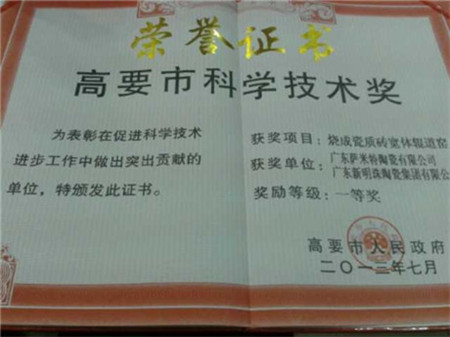 荣誉证书
高要市科学技术奖
为表彰在促进科学技术
进步工作中做出突出贡献的
单位，特颁发此证书。
获奖项目：烧成瓷质砖宽体辊道窑
获奖单位：广东萨米特陶瓷有限公司
广东新明珠陶瓷集团有限公
奖励等级：一等奖
高要市人民政府
二〇一二年七月